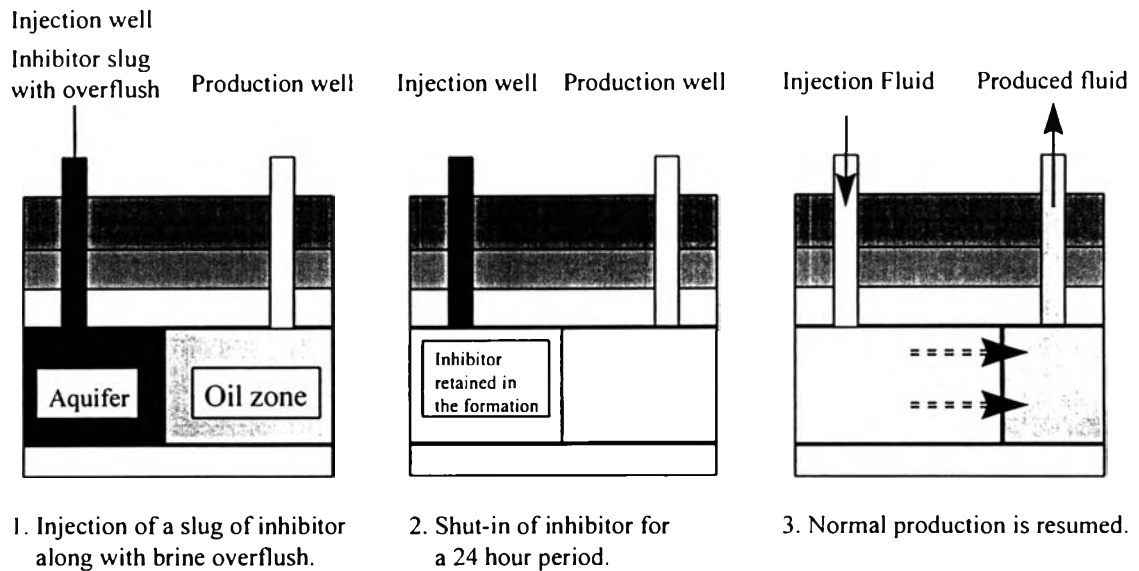 Injection well
Inhibitor slug
with overflush
Production well
Aquifer
Oil zone
1. Injection of a slug of inhibitor
along with brine overflush.
Injection well
Production well
Inhibitor
retained in
the formation
2. Shut-in of inhibitor for
a 24 hour period.
Injection Fluid
Produced fluid
3. Normal production is resumed.